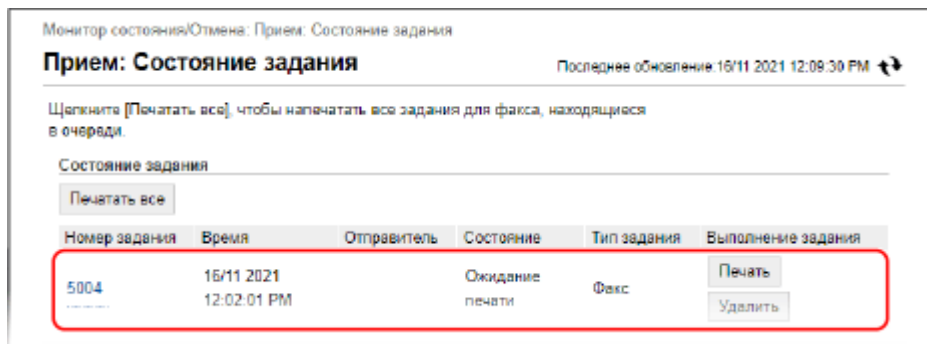 Монитор состояния/Отмена: Прием: Состояние задания
Прием: Состояние задания
Последнее обновление:16/11 2021 12:09:30 PM
Щелкните [Печатать все], чтобы напечатать все задания для факса, находящиеся
в очереди.
Состояние задания
Печатать все
Номер задания Время Отправитель Состояние Тип задания Выполнение задания
5004
16/11 2021
12:02:01 PM
Ожидание
печати
Факс
Печать
Удалить